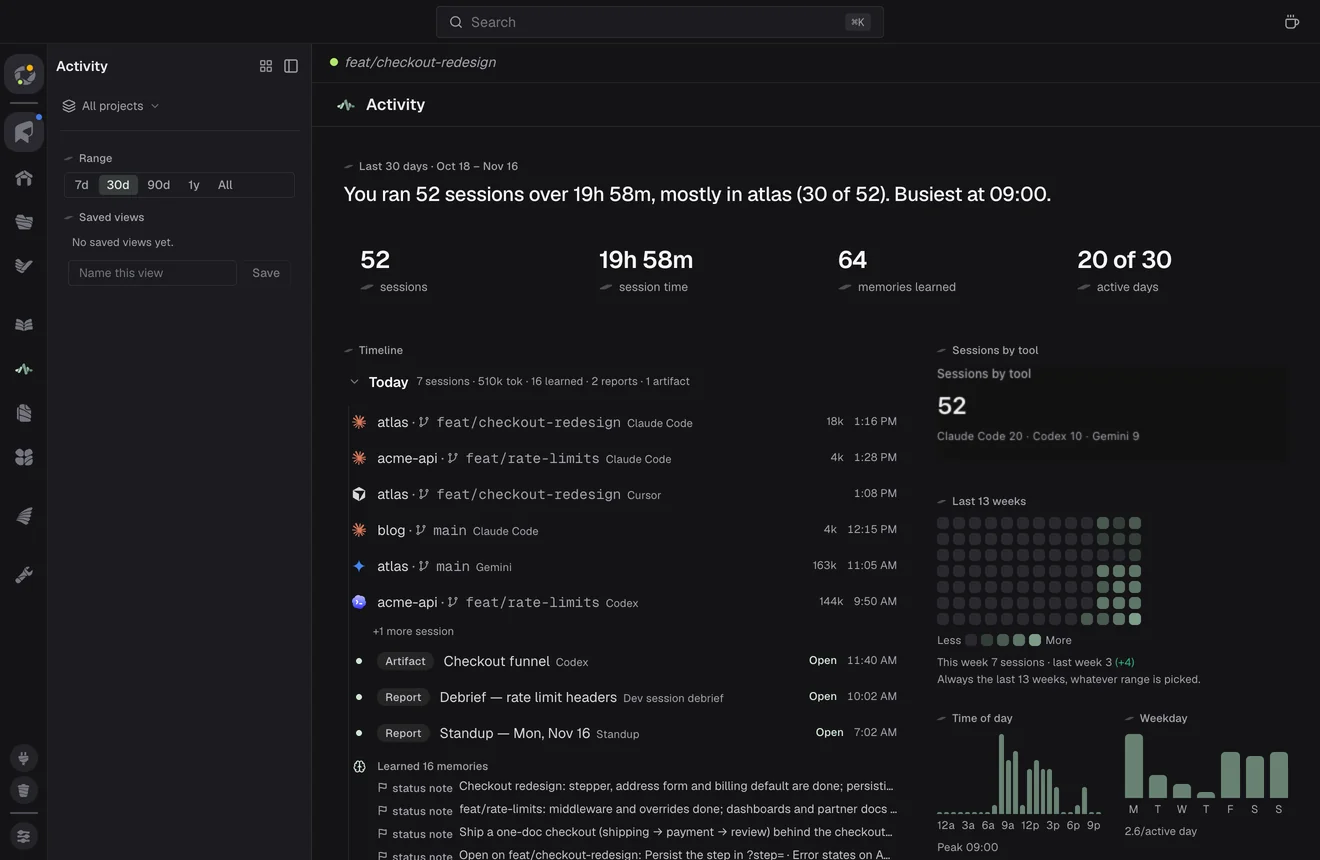 Search
⌘K
Activity
All projects
Range
7d 30d 90d 1y All
Saved views
No saved views yet.
Name this view
Save
feat/checkout-redesign
Activity
Last 30 days · Oct 18 – Nov 16
You ran 52 sessions over 19h 58m, mostly in atlas (30 of 52). Busiest at 09:00.
52
sessions
19h 58m
session time
64
memories learned
20 of 30
active days
Timeline
Today 7 sessions · 510k tok · 16 learned · 2 reports · 1 artifact
atlas · feat/checkout-redesign Claude Code 18k 1:16 PM
acme-api · feat/rate-limits Claude Code 4k 1:28 PM
atlas · feat/checkout-redesign Cursor 1:08 PM
blog · main Claude Code 4k 12:15 PM
atlas · main Gemini 163k 11:05 AM
acme-api · feat/rate-limits Codex 144k 9:50 AM
+1 more session
Artifact Checkout funnel Codex Open 11:40 AM
Report Debrief — rate limit headers Dev session debrief Open 10:02 AM
Report Standup — Mon, Nov 16 Standup Open 7:02 AM
Learned 16 memories
status note Checkout redesign: stepper, address form and billing default are done; persisti...
status note feat/rate-limits: middleware and overrides done; dashboards and partner docs ...
status note Ship a one-doc checkout (shipping → payment → review) behind the checkout...
status note Open on feat/checkout-redesign: Persist the step in ?step= · Error states on A...
Sessions by tool
Sessions by tool
52
Claude Code 20 · Codex 10 · Gemini 9
Last 13 weeks
Less More
This week 7 sessions · last week 3 (+4)
Always the last 13 weeks, whatever range is picked.
Time of day
12a 3a 6a 9a 12p 3p 6p 9p
Peak 09:00
Weekday
M T W T F S S
2.6/active day